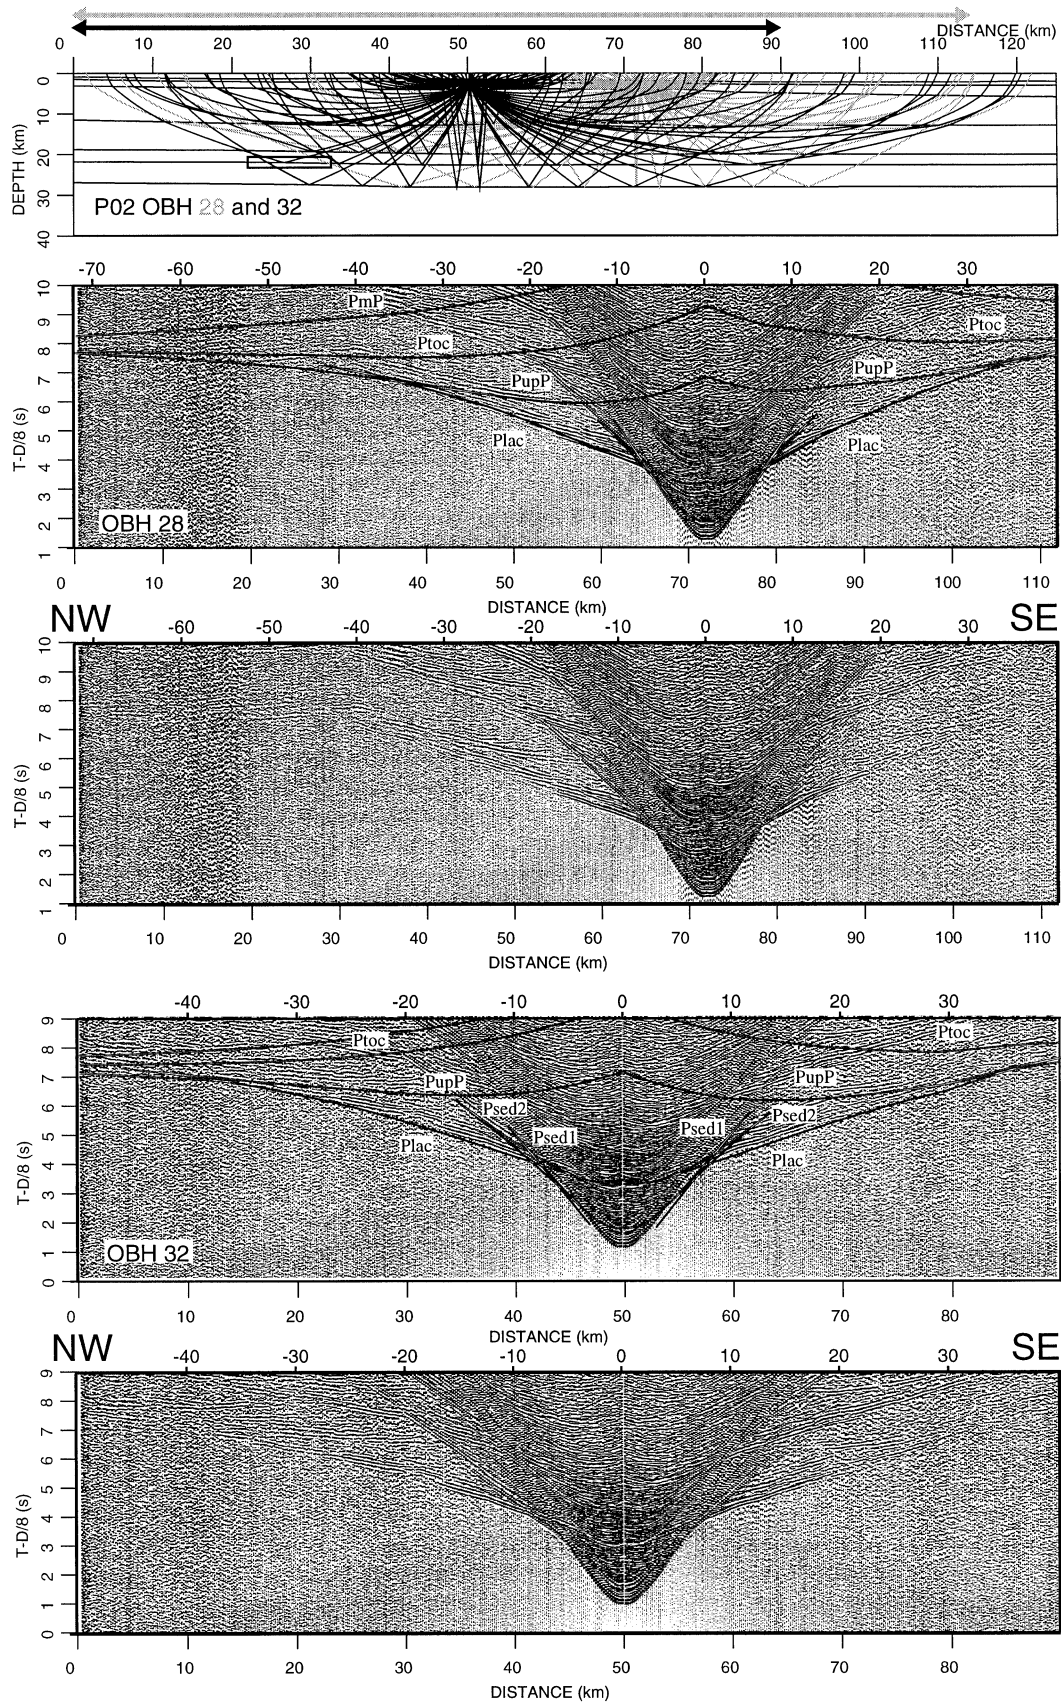 DISTANCE (km)
0 10 20 30 40 50 60 70 80 90 100 110 120
0
10
20
30
40
DEPTH (km)
P02 OBH 28 and 32
-70 -60 -50 -40 -30 -20 -10 0 10 20 30
10
9
8
7
6
5
4
3
2
1
T-D/8 (s)
PmP
Ptoc
Ptoc
PupP
PupP
Plac
Plac
OBH 28
0 10 20 30 40 50 60 70 80 90 100 110
DISTANCE (km)
NW SE
-60 -50 -40 -30 -20 -10 0 10 20 30
10
9
8
7
6
5
4
3
2
1
T-D/8 (s)
0 10 20 30 40 50 60 70 80 90 100 110
DISTANCE (km)
-40 -30 -20 -10 0 10 20 30
9
8
7
6
5
4
3
2
1
0
T-D/8 (s)
Ptoc
Ptoc
PupP
PupP
Psed2
Psed2
Psed1
Psed1
Plac
Plac
OBH 32
0 10 20 30 40 50 60 70 80
DISTANCE (km)
NW SE
-40 -30 -20 -10 0 10 20 30
9
8
7
6
5
4
3
2
1
0
T-D/8 (s)
0 10 20 30 40 50 60 70 80
DISTANCE (km)